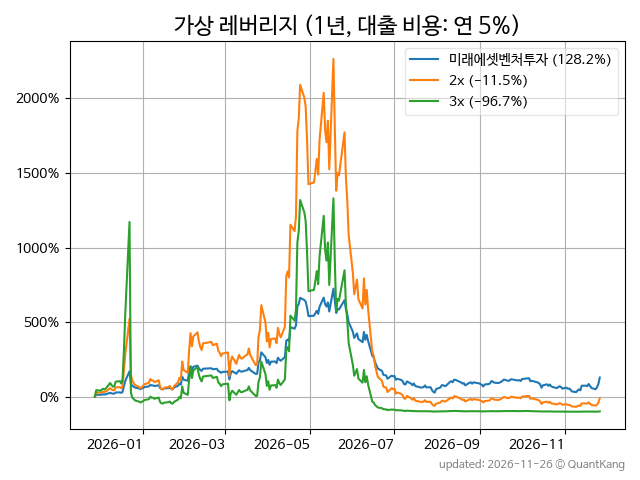 가상 레버리지 (1년, 대출 비용: 연 5%)
미래에셋벤처투자 (128.2%)
2x (−11.5%)
3x (−96.7%)
2000%
1500%
1000%
500%
0%
2026-01 2026-03 2026-05 2026-07 2026-09 2026-11
updated: 2026-11-26 © QuantKang